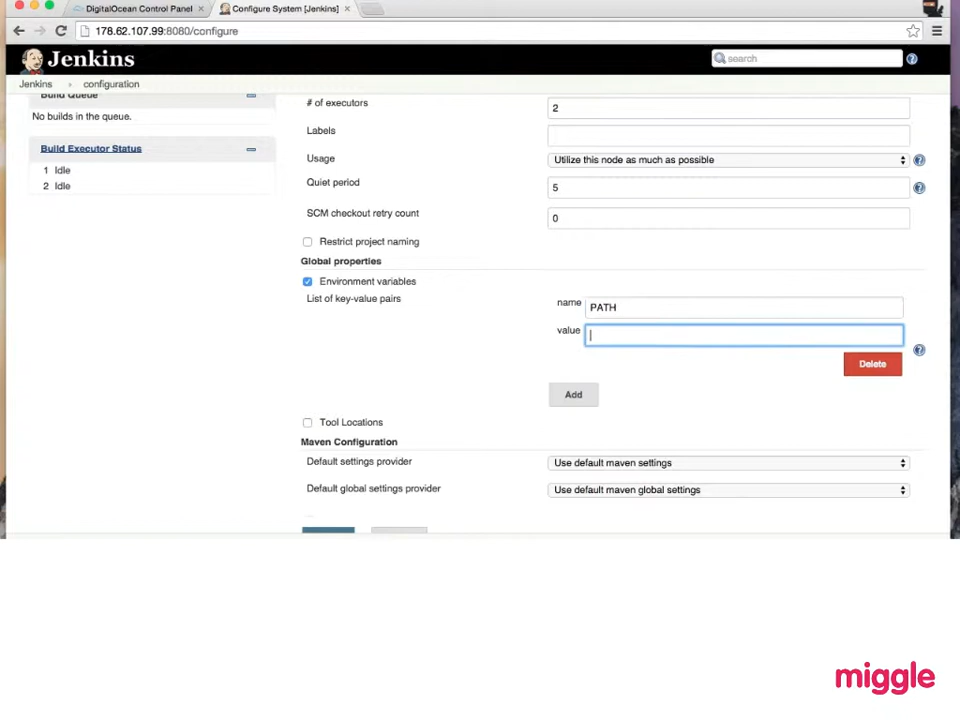 DigitalOcean Control Panel
Configure System [Jenkins]
178.62.107.99:8080/configure
Jenkins
search
Jenkins
configuration
Build Queue
No builds in the queue.
Build Executor Status
1 Idle
2 Idle
# of executors
2
Labels
Usage
Utilize this node as much as possible
Quiet period
5
SCM checkout retry count
0
Restrict project naming
Global properties
Environment variables
List of key-value pairs
name
PATH
value
Delete
Add
Tool Locations
Maven Configuration
Default settings provider
Use default maven settings
Default global settings provider
Use default maven global settings
miggle